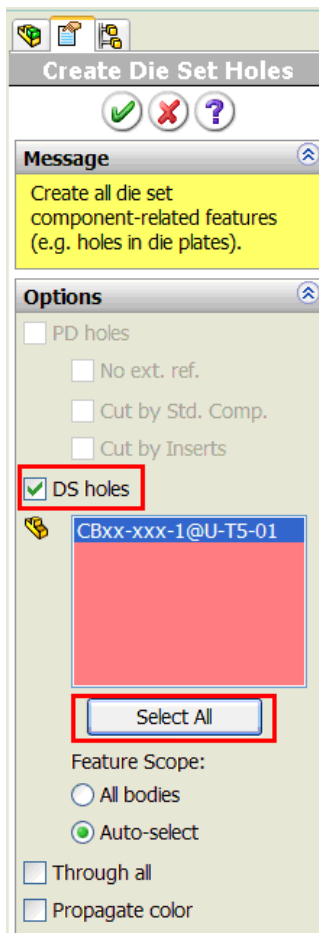 Create Die Set Holes
?
Message
Create all die set
component-related features
(e.g. holes in die plates).
Options
PD holes
No ext. ref.
Cut by Std. Comp.
Cut by Inserts
DS holes
CBxx-xxx-1@U-T5-01
Select All
Feature Scope:
All bodies
Auto-select
Through all
Propagate color